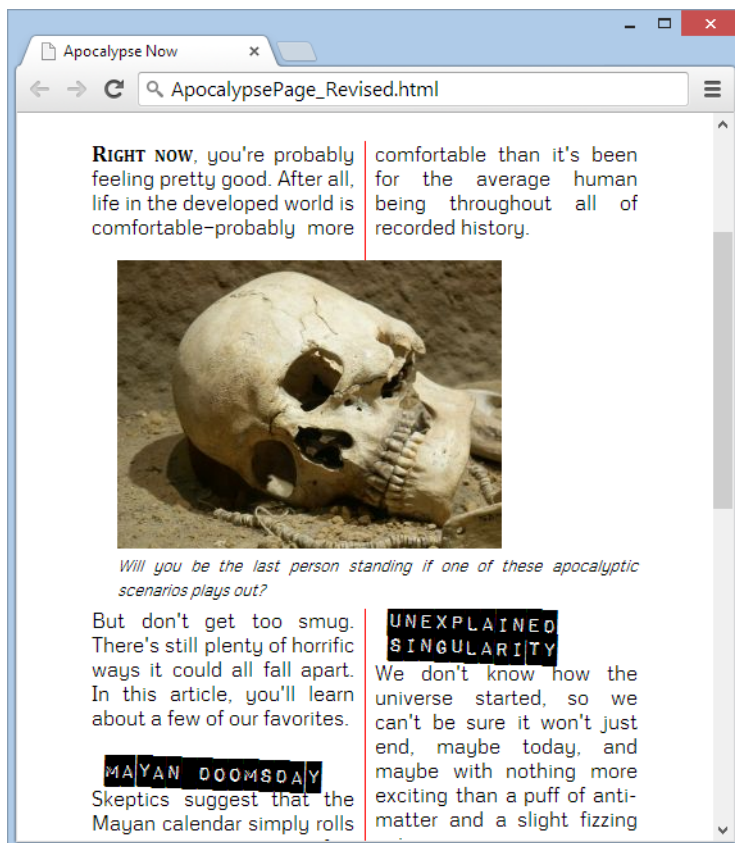 Apocalypse Now
ApocalypsePage_Revised.html
RIGHT NOW, you're probably
feeling pretty good. After all,
life in the developed world is
comfortable—probably more
comfortable than it's been
for the average human
being throughout all of
recorded history.
Will you be the last person standing if one of these apocalyptic
scenarios plays out?
But don't get too smug.
There's still plenty of horrific
ways it could all fall apart.
In this article, you'll learn
about a few of our favorites.
MAYAN DOOMSDAY
Skeptics suggest that the
Mayan calendar simply rolls
UNEXPLAINED
SINGULARITY
We don't know how the
universe started, so we
can't be sure it won't just
end, maybe today, and
maybe with nothing more
exciting than a puff of anti-
matter and a slight fizzing